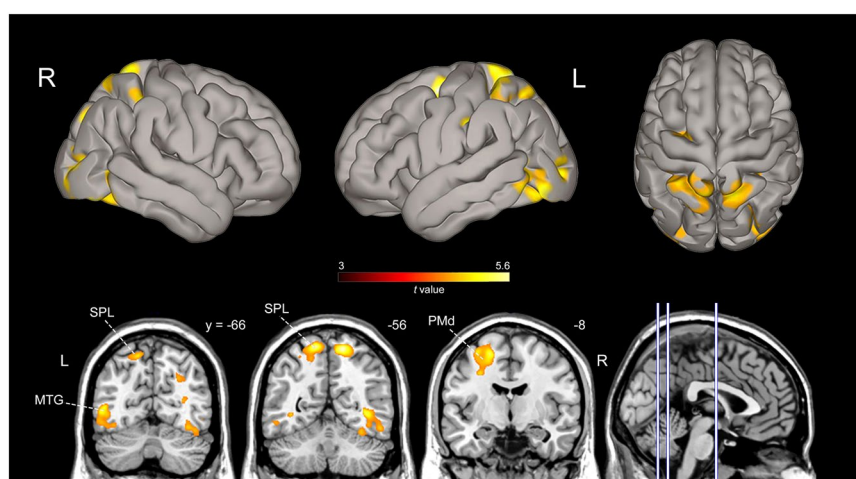 R
L
3 5.6
t value
SPL
y = -66
SPL
-56
PMd
-8
L
R
MTG